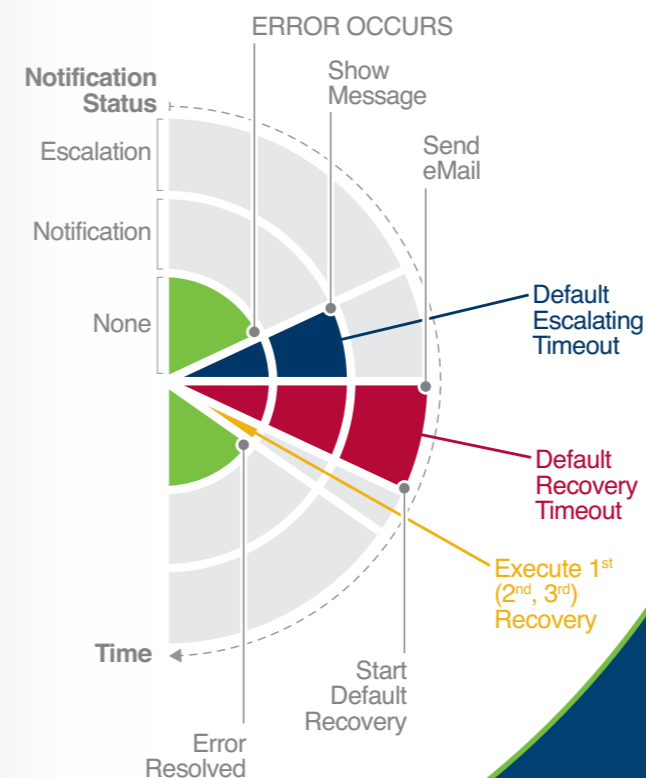 ERROR OCCURS
Notification
Status
Show
Message
Escalation
Send
eMail
Notification
None
Default
Escalating
Timeout
Default
Recovery
Timeout
Execute 1st
(2nd, 3rd)
Recovery
Time
Start
Default
Recovery
Error
Resolved